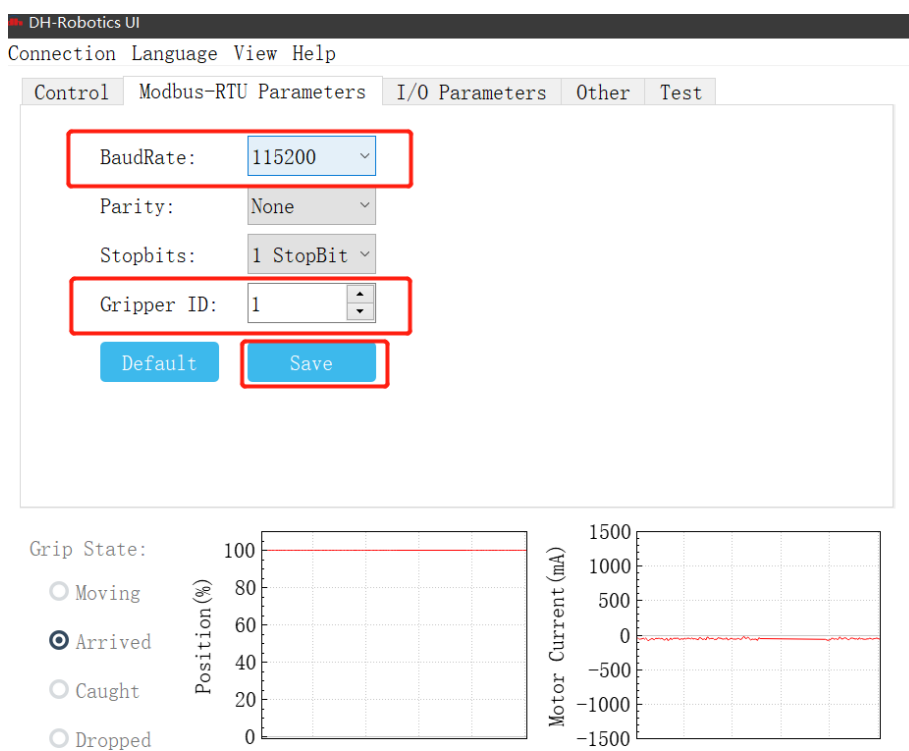 DH-Robotics UI
Connection Language View Help
Control Modbus-RTU Parameters I/O Parameters Other Test
BaudRate: 115200
Parity: None
Stopbits: 1 StopBit
Gripper ID: 1
Default Save
Grip State:
Moving
Arrived
Caught
Dropped
Position(%)
100
80
60
40
20
0
Motor Current(mA)
1500
1000
500
0
-500
-1000
-1500